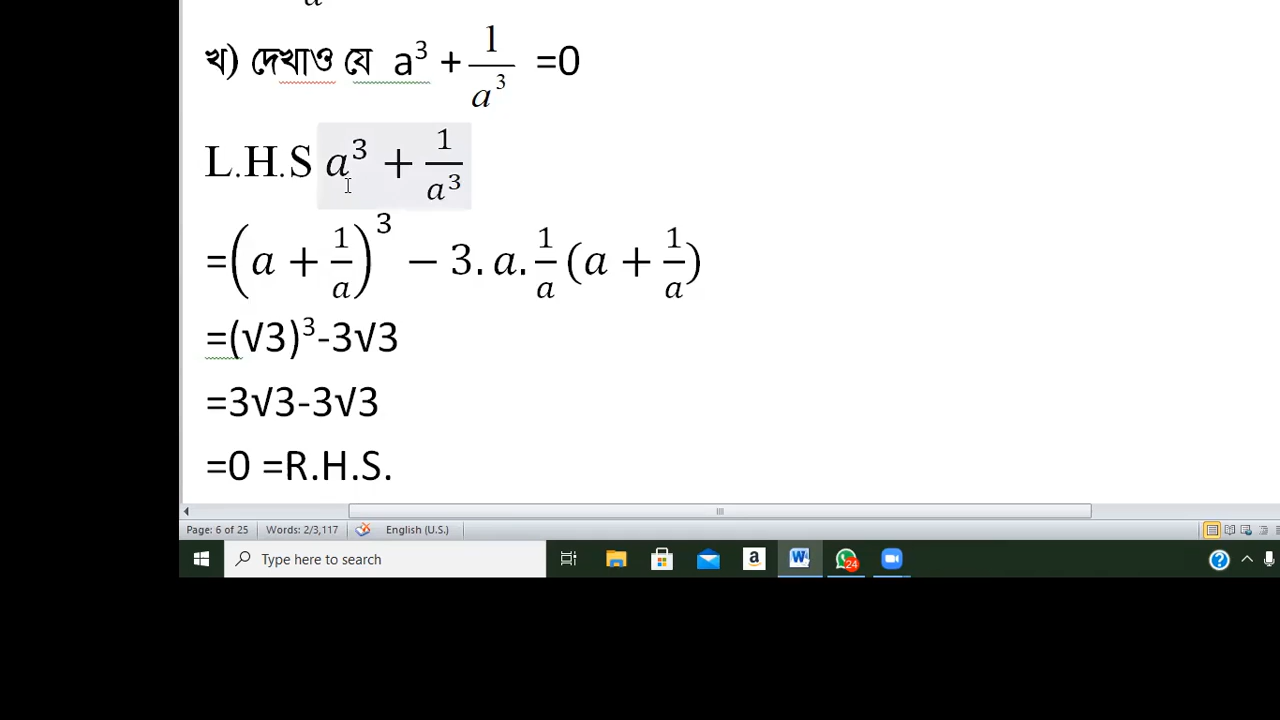 a
খ) দেখাও যে a³ + 1/a³ =0
L.H.S a³ + 1/a³
=(a + 1/a)³ − 3. a. 1/a (a + 1/a)
=(√3)³-3√3
=3√3-3√3
=0 =R.H.S.
Page: 6 of 25 Words: 2/3,117 English (U.S.)
Type here to search a W 24 ?